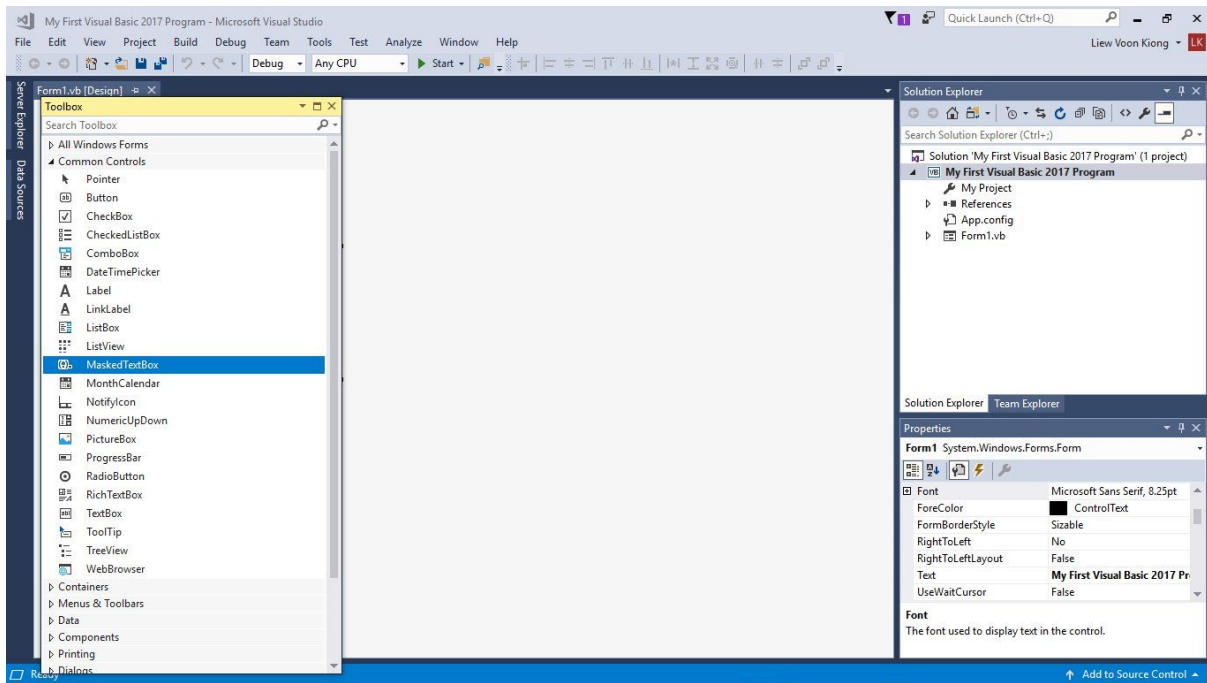 My First Visual Basic 2017 Program - Microsoft Visual Studio
1
Quick Launch (Ctrl+Q)
File Edit View Project Build Debug Team Tools Test Analyze Window Help
Liew Voon Kiong LK
Debug Any CPU Start
Server Explorer
Data Sources
Form1.vb [Design]
Toolbox
Search Toolbox
All Windows Forms
Common Controls
Pointer
Button
CheckBox
CheckedListBox
ComboBox
DateTimePicker
Label
LinkLabel
ListBox
ListView
MaskedTextBox
MonthCalendar
NotifyIcon
NumericUpDown
PictureBox
ProgressBar
RadioButton
RichTextBox
TextBox
ToolTip
TreeView
WebBrowser
Containers
Menus & Toolbars
Data
Components
Printing
Dialogs
Solution Explorer
Search Solution Explorer (Ctrl+;)
Solution 'My First Visual Basic 2017 Program' (1 project)
VB My First Visual Basic 2017 Program
My Project
References
App.config
Form1.vb
Solution Explorer Team Explorer
Properties
Form1 System.Windows.Forms.Form
Font Microsoft Sans Serif, 8.25pt
ForeColor ControlText
FormBorderStyle Sizable
RightToLeft No
RightToLeftLayout False
Text My First Visual Basic 2017 Pr
UseWaitCursor False
Font
The font used to display text in the control.
Ready
Add to Source Control